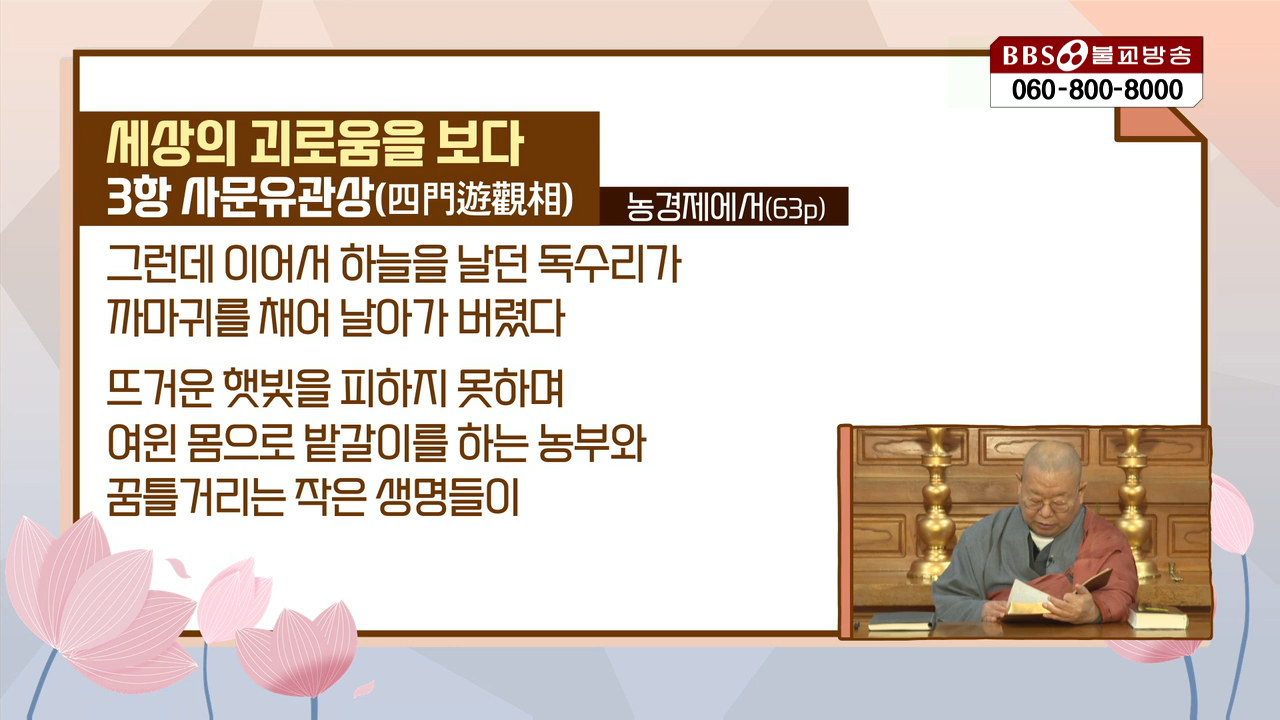 BBS 불교방송
060-800-8000
세상의 괴로움을 보다
3항 사문유관상(四門遊觀相)
농경제에서(63p)
그런데 이어서 하늘을 날던 독수리가
까마귀를 채어 날아가 버렸다
뜨거운 햇빛을 피하지 못하며
여윈 몸으로 밭갈이를 하는 농부와
꿈틀거리는 작은 생명들이